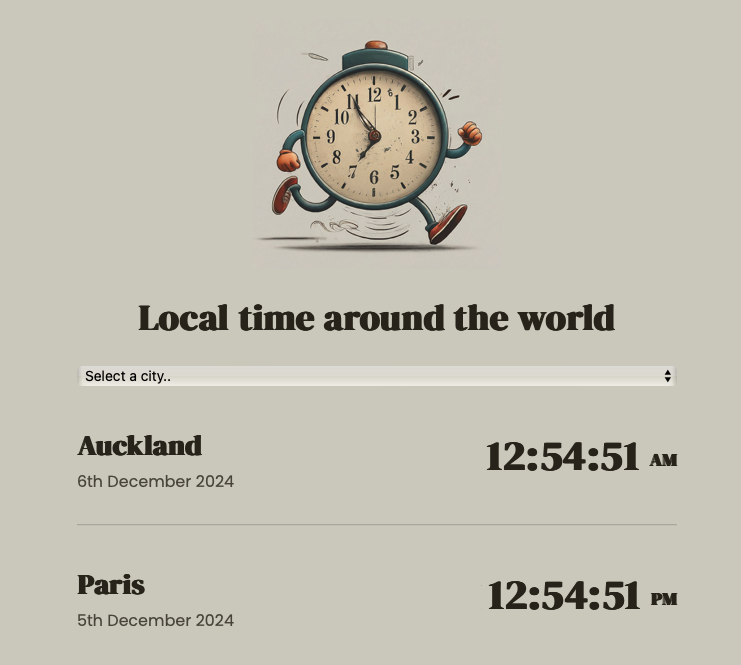 12
1
2
3
4
5
6
7
8
9
10
11
Local time around the world
Select a city..
Auckland
12:54:51 AM
6th December 2024
Paris
12:54:51 PM
5th December 2024